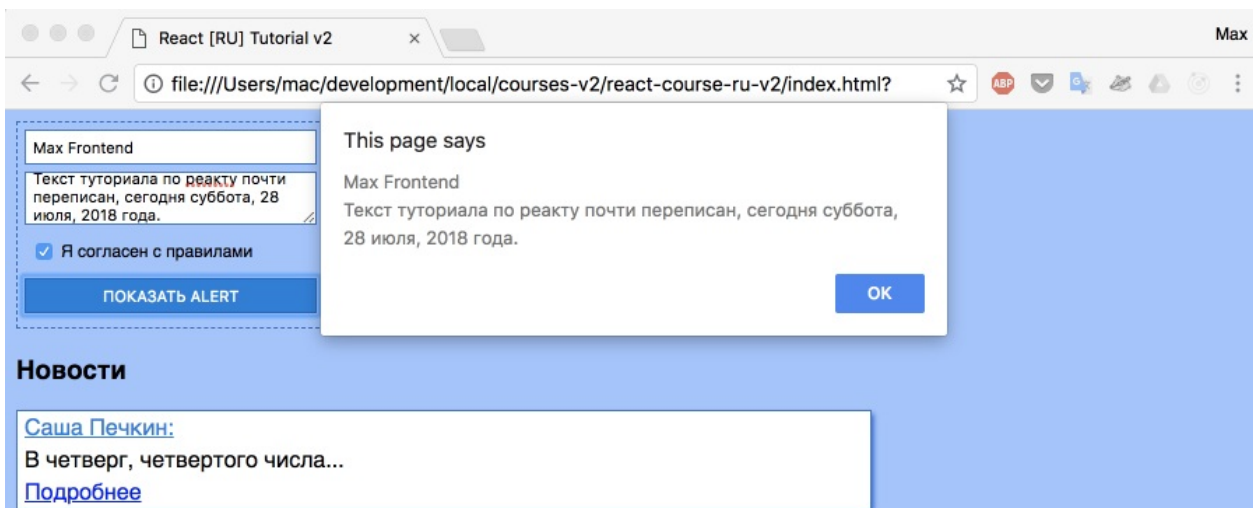 React [RU] Tutorial v2
Max
file:///Users/mac/development/local/courses-v2/react-course-ru-v2/index.html?
ABP
Max Frontend
Текст туториала по реакту почти
переписан, сегодня суббота, 28
июля, 2018 года.
Я согласен с правилами
ПОКАЗАТЬ ALERT
This page says
Max Frontend
Текст туториала по реакту почти переписан, сегодня суббота,
28 июля, 2018 года.
OK
Новости
Саша Печкин:
В четверг, четвертого числа...
Подробнее